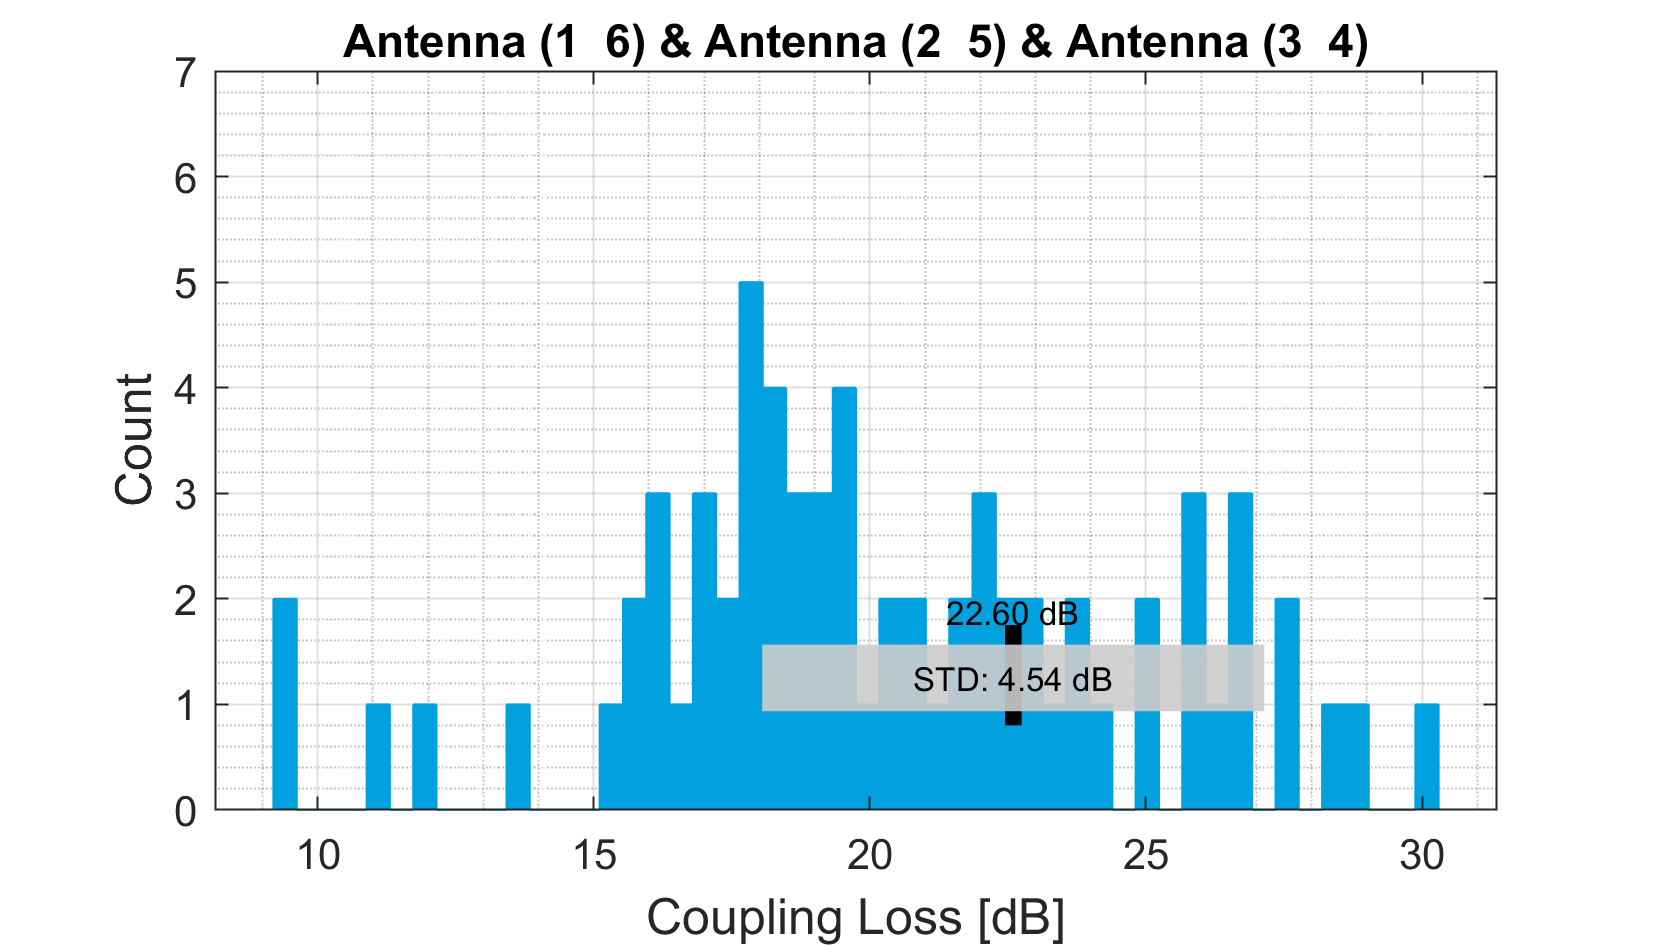 Antenna (1  6) & Antenna (2  5) & Antenna (3  4)
7
6
5
4
3
2
1
0
Count
22.60 dB
STD: 4.54 dB
10 15 20 25 30
Coupling Loss [dB]